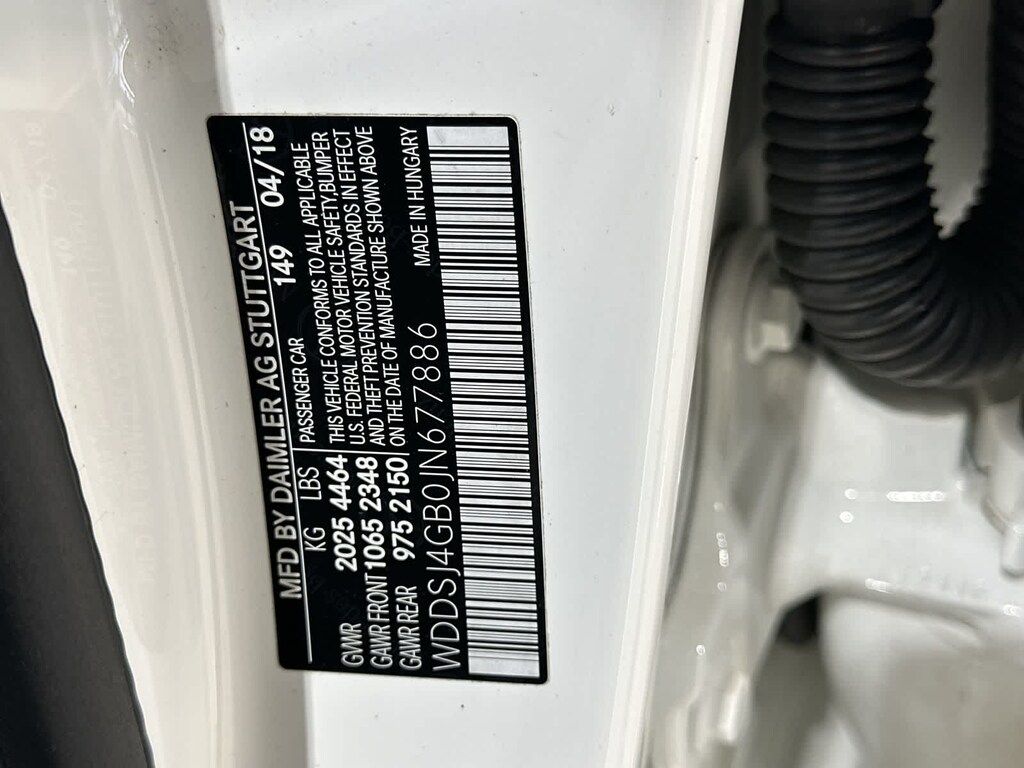 MFD BY DAIMLER AG STUTTGART
KG LBS PASSENGER CAR 149 04/18
GVWR 2025 4464 THIS VEHICLE CONFORMS TO ALL APPLICABLE
GAWR FRONT 1065 2348 U.S. FEDERAL MOTOR VEHICLE SAFETY,BUMPER
GAWR REAR 975 2150 AND THEFT PREVENTION STANDARDS IN EFFECT
ON THE DATE OF MANUFACTURE SHOWN ABOVE
WDDSJ4GB0JN677886 MADE IN HUNGARY